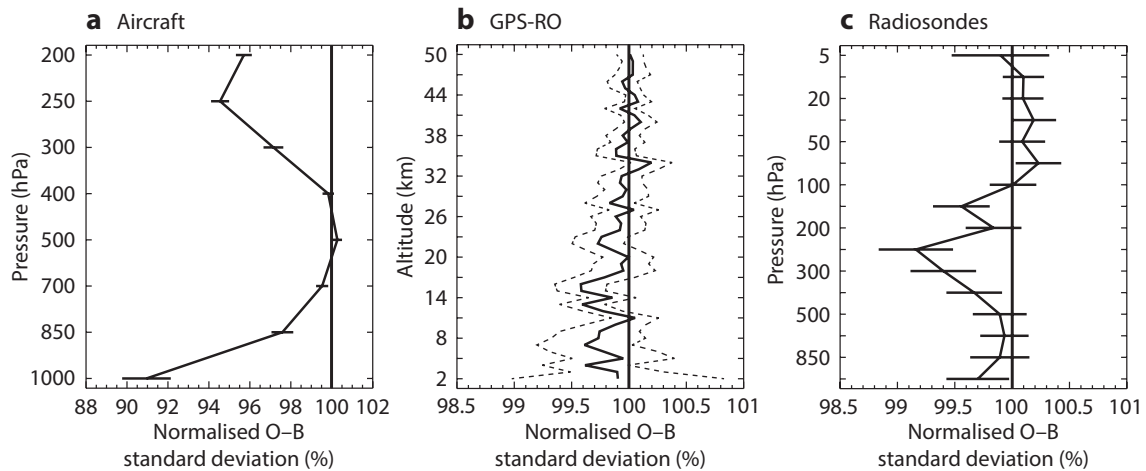 a Aircraft
Pressure (hPa)
200
250
300
400
500
700
850
1000
88 90 92 94 96 98 100 102
Normalised O–B
standard deviation (%)
b GPS-RO
Altitude (km)
50
44
38
32
26
20
14
8
2
98.5 99 99.5 100 100.5 101
Normalised O–B
standard deviation (%)
c Radiosondes
Pressure (hPa)
5
20
50
100
200
300
500
850
98.5 99 99.5 100 100.5 101
Normalised O–B
standard deviation (%)